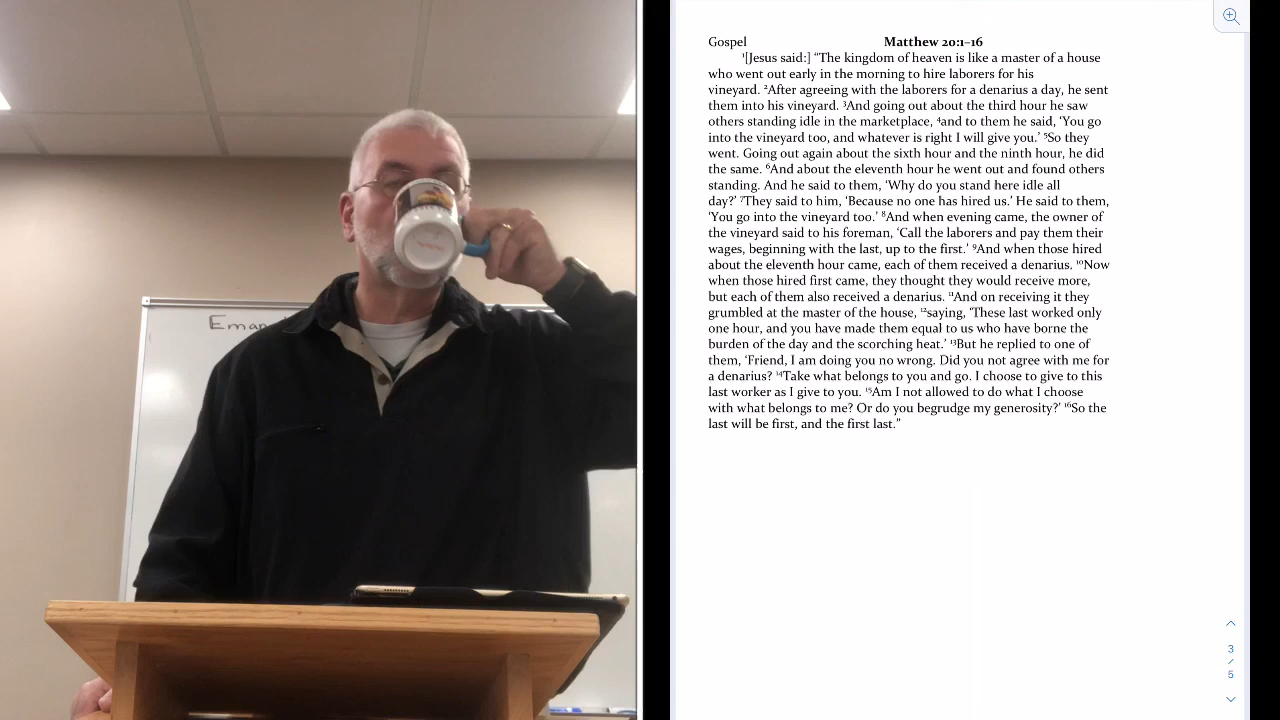 Eman
Gospel Matthew 20:1–16
¹[Jesus said:] “The kingdom of heaven is like a master of a house
who went out early in the morning to hire laborers for his
vineyard. ²After agreeing with the laborers for a denarius a day, he sent
them into his vineyard. ³And going out about the third hour he saw
others standing idle in the marketplace, ⁴and to them he said, ‘You go
into the vineyard too, and whatever is right I will give you.’ ⁵So they
went. Going out again about the sixth hour and the ninth hour, he did
the same. ⁶And about the eleventh hour he went out and found others
standing. And he said to them, ‘Why do you stand here idle all
day?’ ⁷They said to him, ‘Because no one has hired us.’ He said to them,
‘You go into the vineyard too.’ ⁸And when evening came, the owner of
the vineyard said to his foreman, ‘Call the laborers and pay them their
wages, beginning with the last, up to the first.’ ⁹And when those hired
about the eleventh hour came, each of them received a denarius. ¹⁰Now
when those hired first came, they thought they would receive more,
but each of them also received a denarius. ¹¹And on receiving it they
grumbled at the master of the house, ¹²saying, ‘These last worked only
one hour, and you have made them equal to us who have borne the
burden of the day and the scorching heat.’ ¹³But he replied to one of
them, ‘Friend, I am doing you no wrong. Did you not agree with me for
a denarius? ¹⁴Take what belongs to you and go. I choose to give to this
last worker as I give to you. ¹⁵Am I not allowed to do what I choose
with what belongs to me? Or do you begrudge my generosity?’ ¹⁶So the
last will be first, and the first last.”
3
/
5